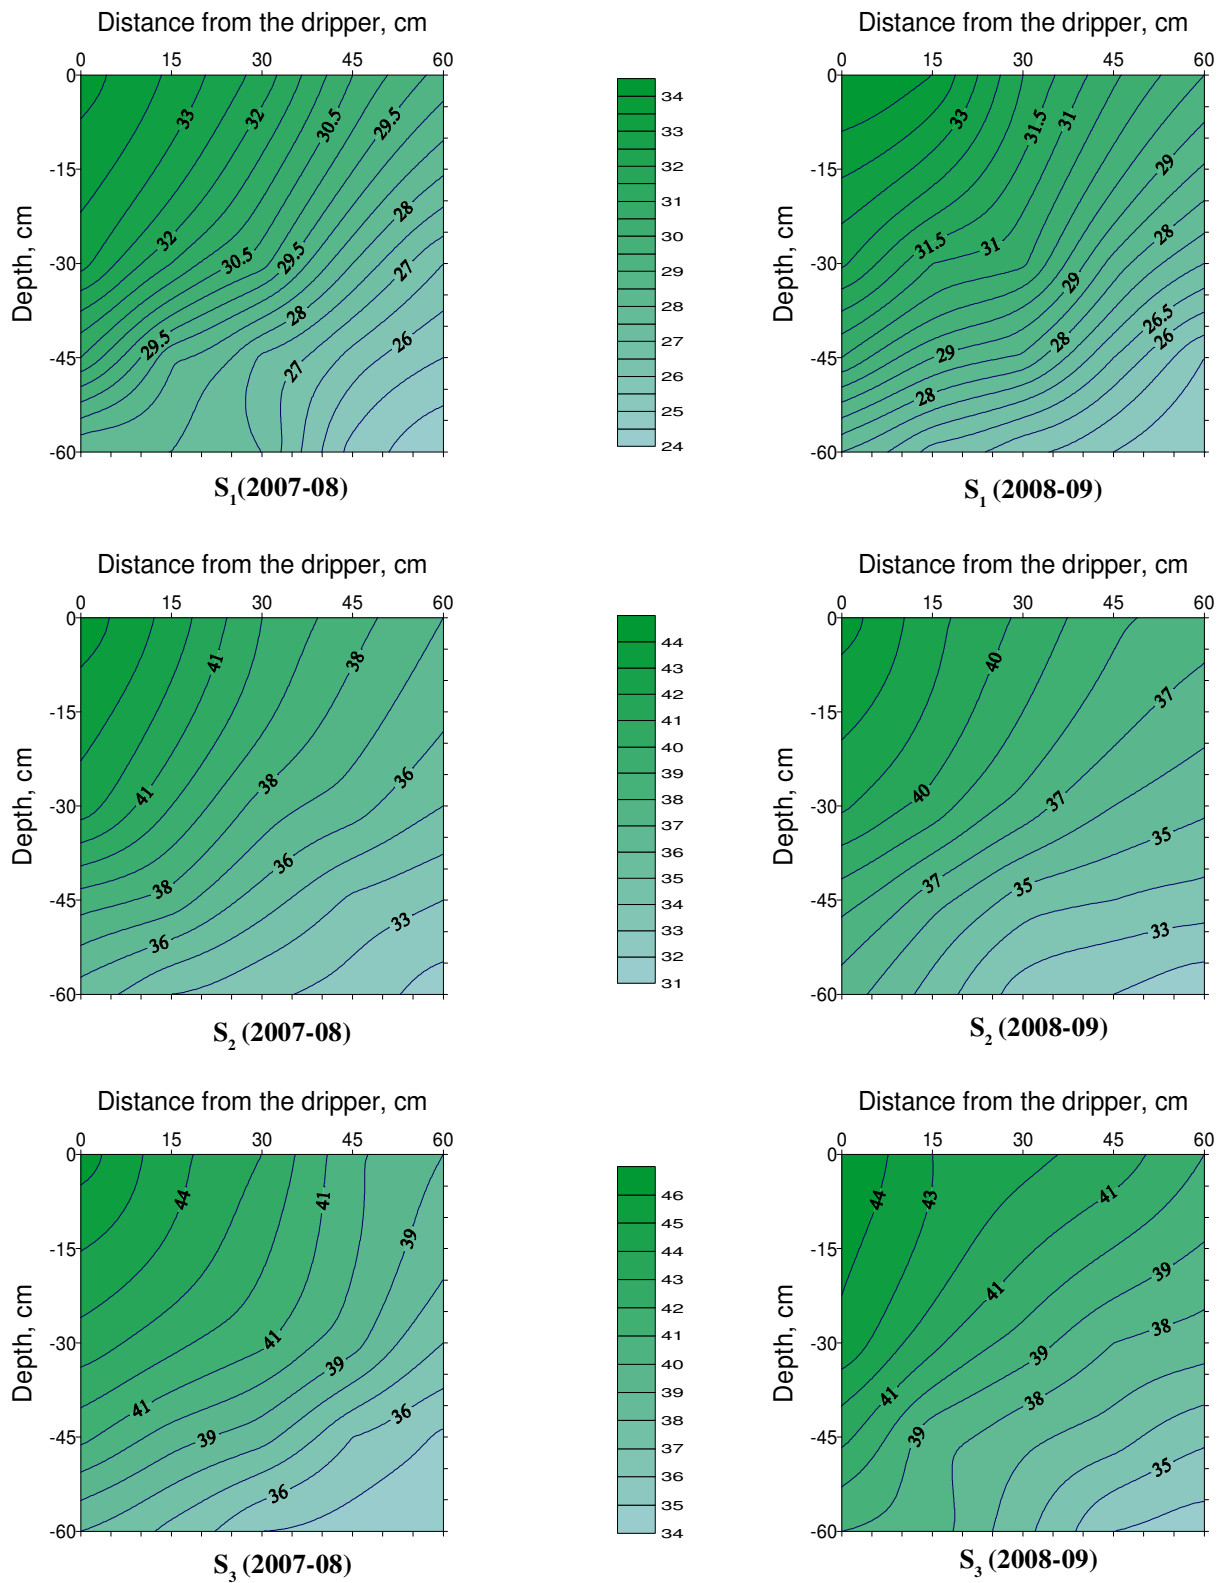 Distance from the dripper, cm
0 15 30 45 60
0
-15
-30
-45
-60
Depth, cm
33 32 30.5 29.5
32 30.5 29.5 28
29.5 28 27
27 26
S1(2007-08)
34
33
32
31
30
29
28
27
26
25
24
Distance from the dripper, cm
0 15 30 45 60
0
-15
-30
-45
-60
Depth, cm
33 31.5 31
29
31.5 31 28
29
29 28 26.5
26
28
S1 (2008-09)
Distance from the dripper, cm
0 15 30 45 60
0
-15
-30
-45
-60
Depth, cm
41 38
41 38 36
38 36
36 33
S2 (2007-08)
44
43
42
41
40
39
38
37
36
35
34
33
32
31
Distance from the dripper, cm
0 15 30 45 60
0
-15
-30
-45
-60
Depth, cm
40 37
40 37
35
37 35
33
S2 (2008-09)
Distance from the dripper, cm
0 15 30 45 60
0
-15
-30
-45
-60
Depth, cm
44 41
39
41 39
41 39 36
36
S3 (2007-08)
46
45
44
43
42
41
40
39
38
37
36
35
34
Distance from the dripper, cm
0 15 30 45 60
0
-15
-30
-45
-60
Depth, cm
44 43 41
41 39
39 38
41 38
39 35
S3 (2008-09)